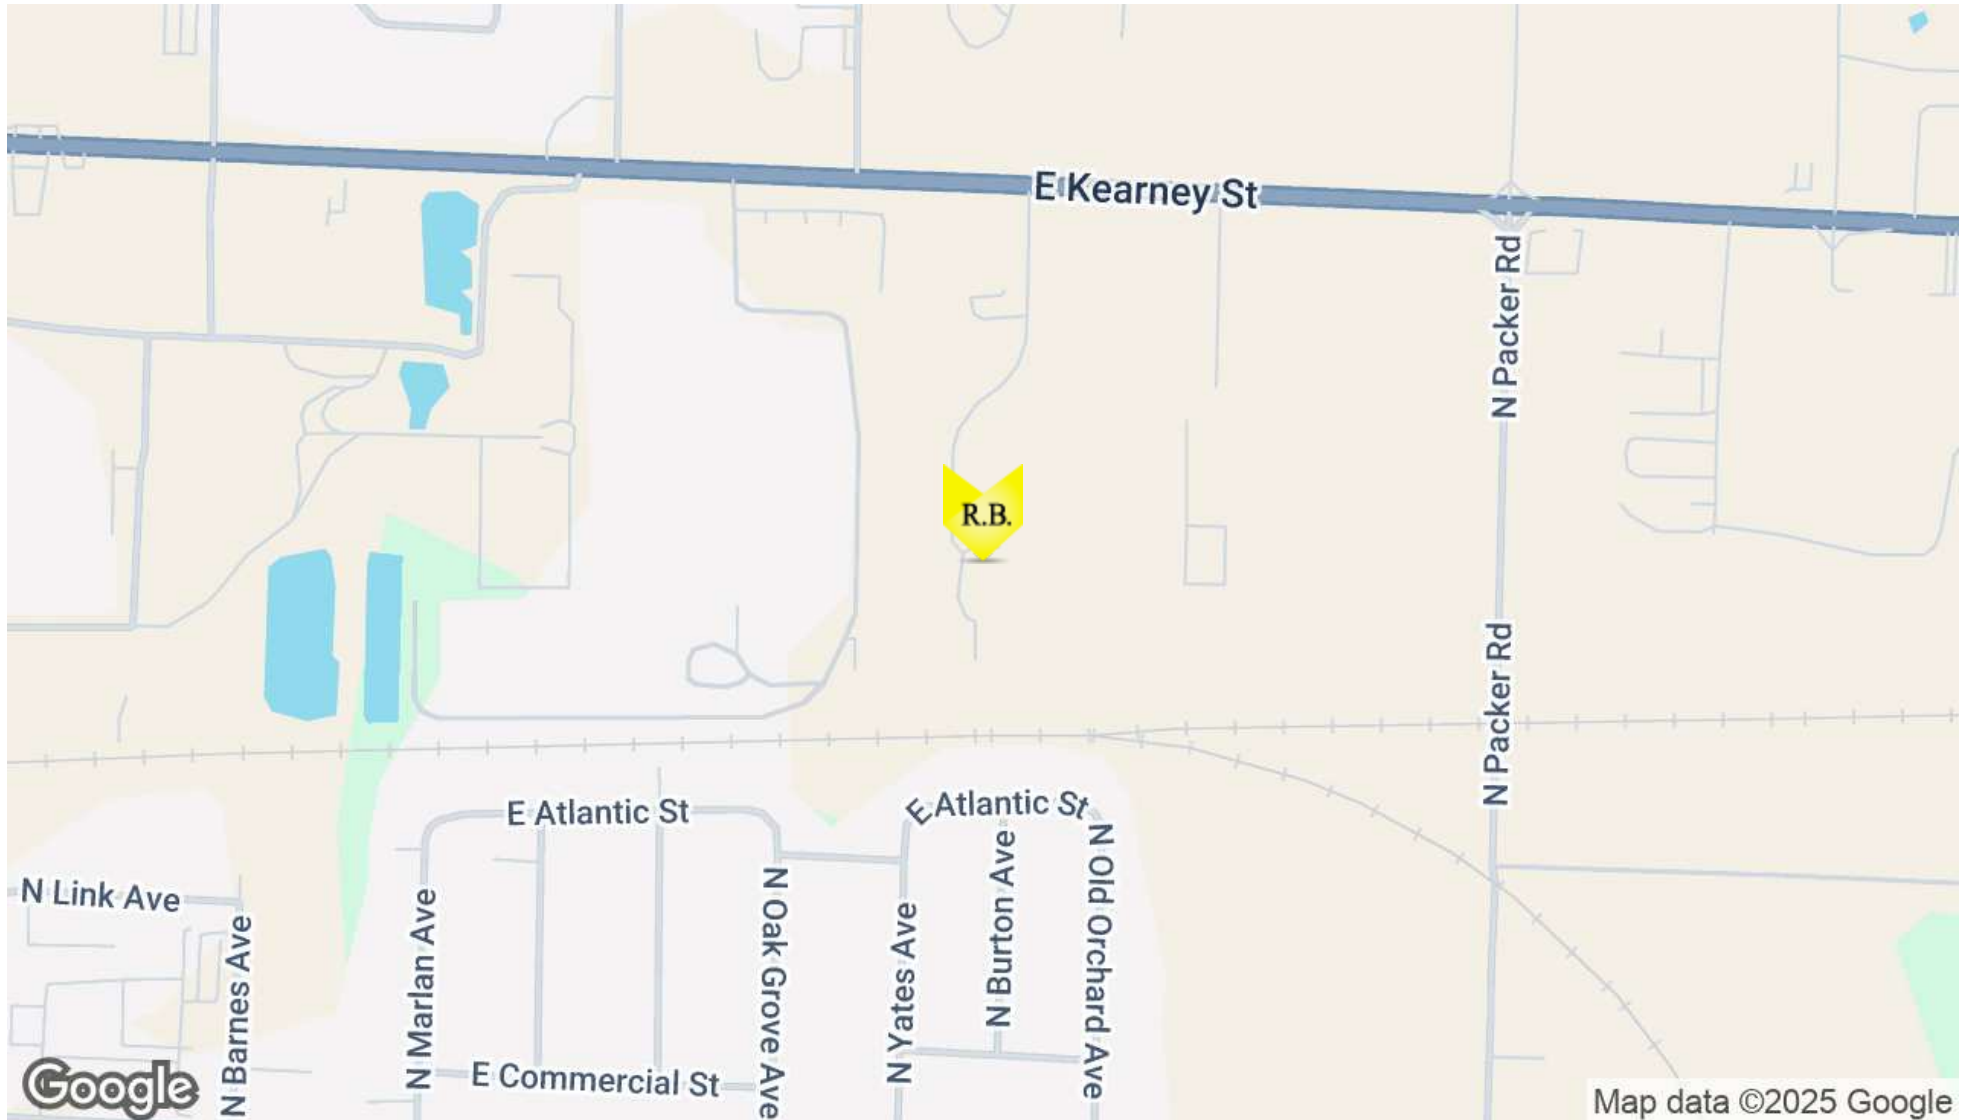 E Kearney St
N Packer Rd
R.B.
N Packer Rd
E Atlantic St
E Atlantic St
N Link Ave
N Barnes Ave
N Marlan Ave
N Oak Grove Ave
N Yates Ave
N Burton Ave
N Old Orchard Ave
E Commercial St
Google
Map data ©2025 Google